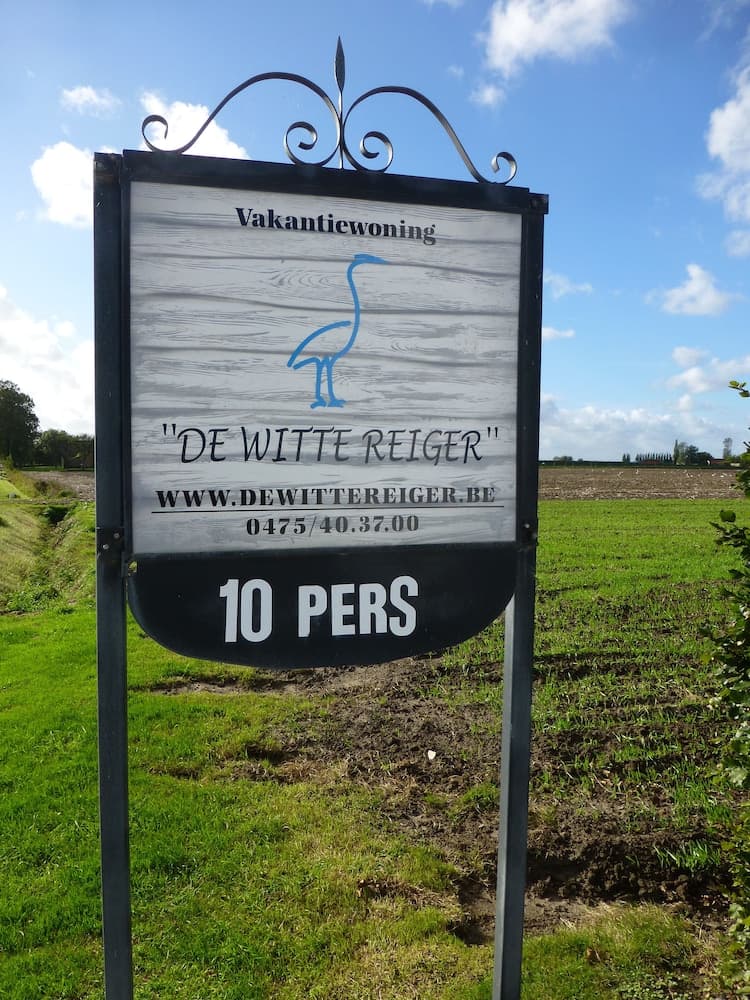 Vakantiewoning
"DE WITTE REIGER"
WWW.DEWITTEREIGER.BE
0475/40.37.00
10 PERS